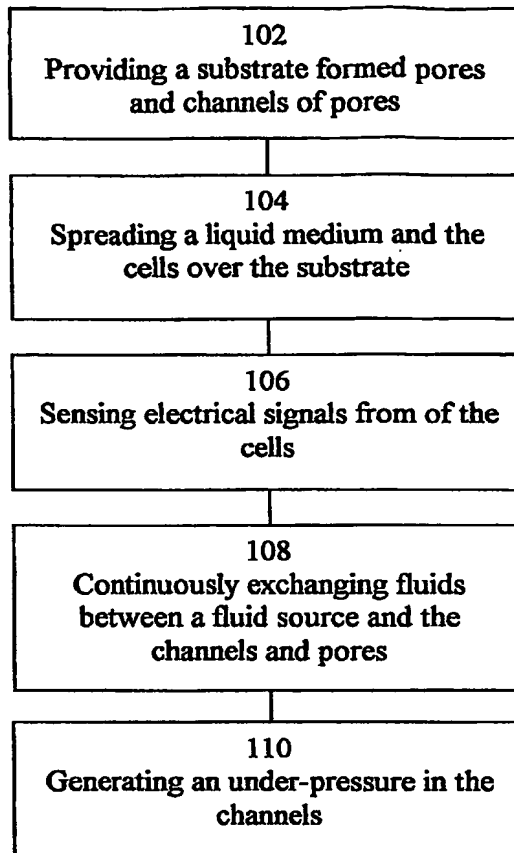 102
Providing a substrate formed pores
and channels of pores
104
Spreading a liquid medium and the
cells over the substrate
106
Sensing electrical signals from of the
cells
108
Continuously exchanging fluids
between a fluid source and the
channels and pores
110
Generating an under-pressure in the
channels